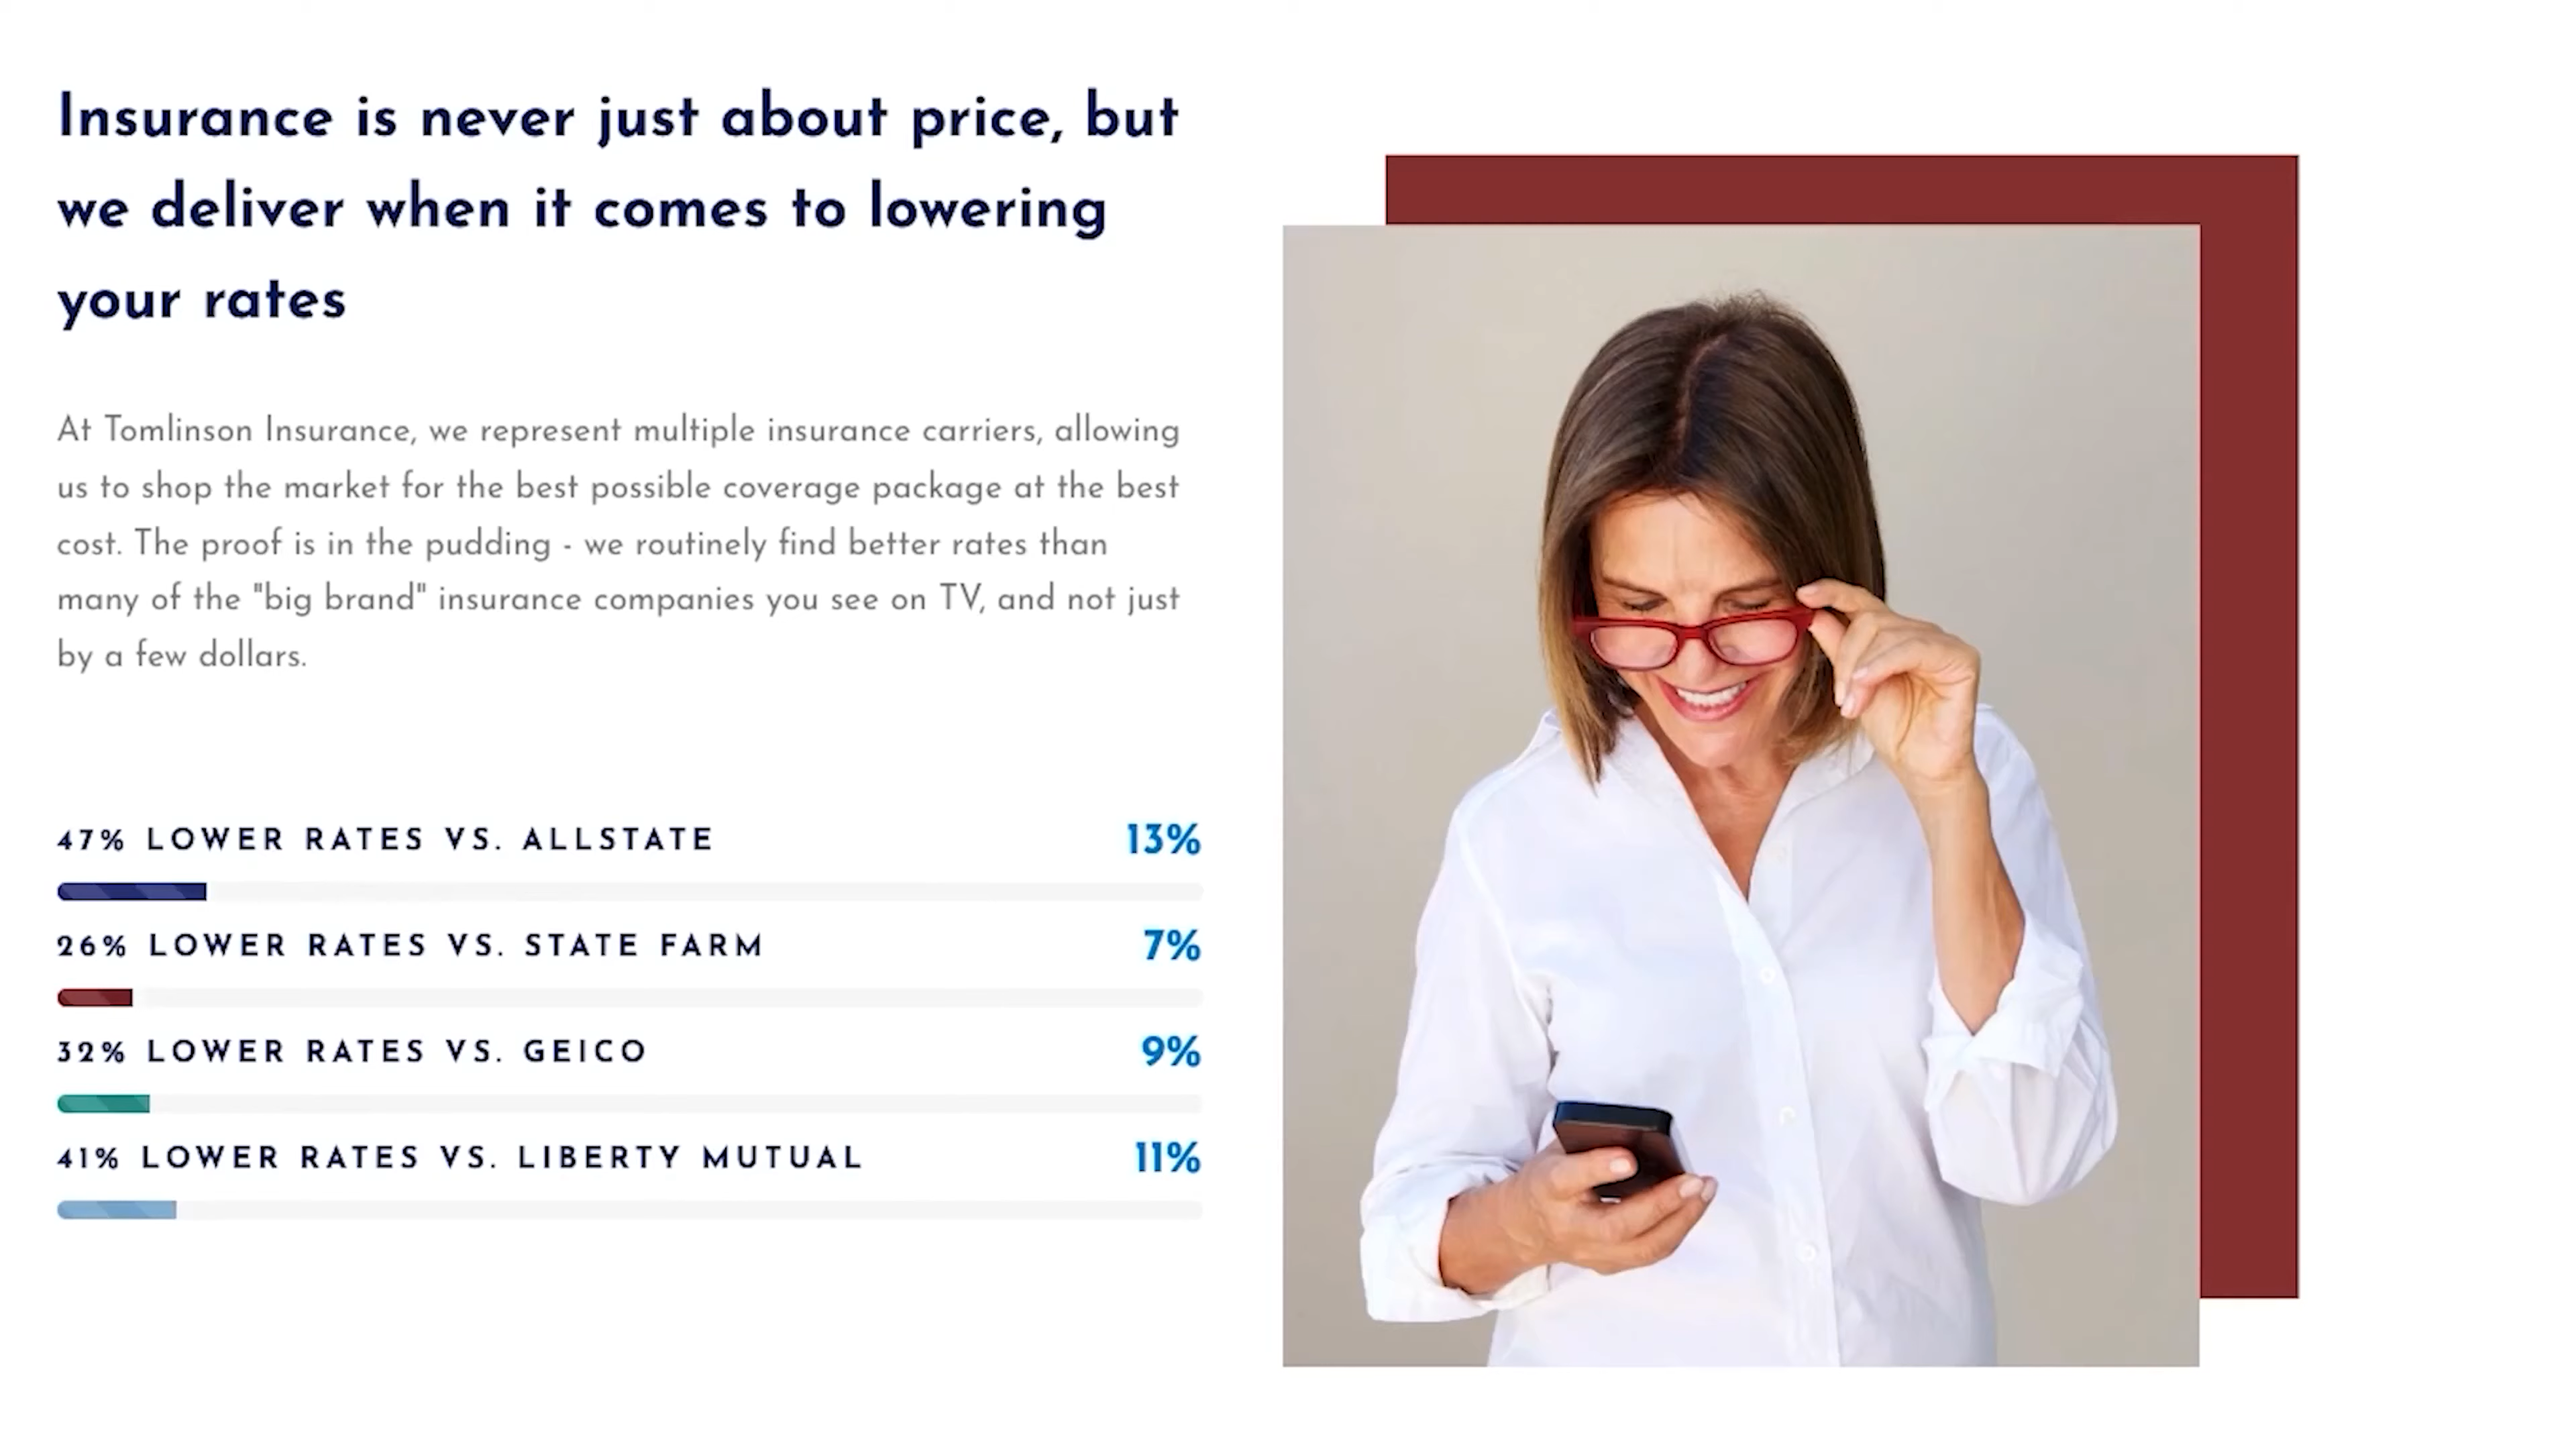 Insurance is never just about price, but
we deliver when it comes to lowering
your rates
At Tomlinson Insurance, we represent multiple insurance carriers, allowing
us to shop the market for the best possible coverage package at the best
cost. The proof is in the pudding - we routinely find better rates than
many of the "big brand" insurance companies you see on TV, and not just
by a few dollars.
47% LOWER RATES VS. ALLSTATE 13%
26% LOWER RATES VS. STATE FARM 7%
32% LOWER RATES VS. GEICO 9%
41% LOWER RATES VS. LIBERTY MUTUAL 11%